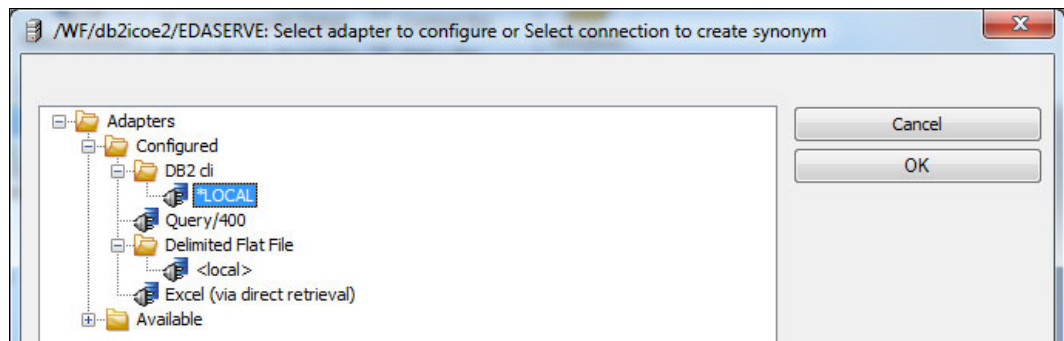 /WF/db2icoe2/EDASERVE: Select adapter to configure or Select connection to create synonym
Adapters
Configured
DB2 cli
*LOCAL
Query/400
Delimited Flat File
<local>
Excel (via direct retrieval)
Available
Cancel
OK